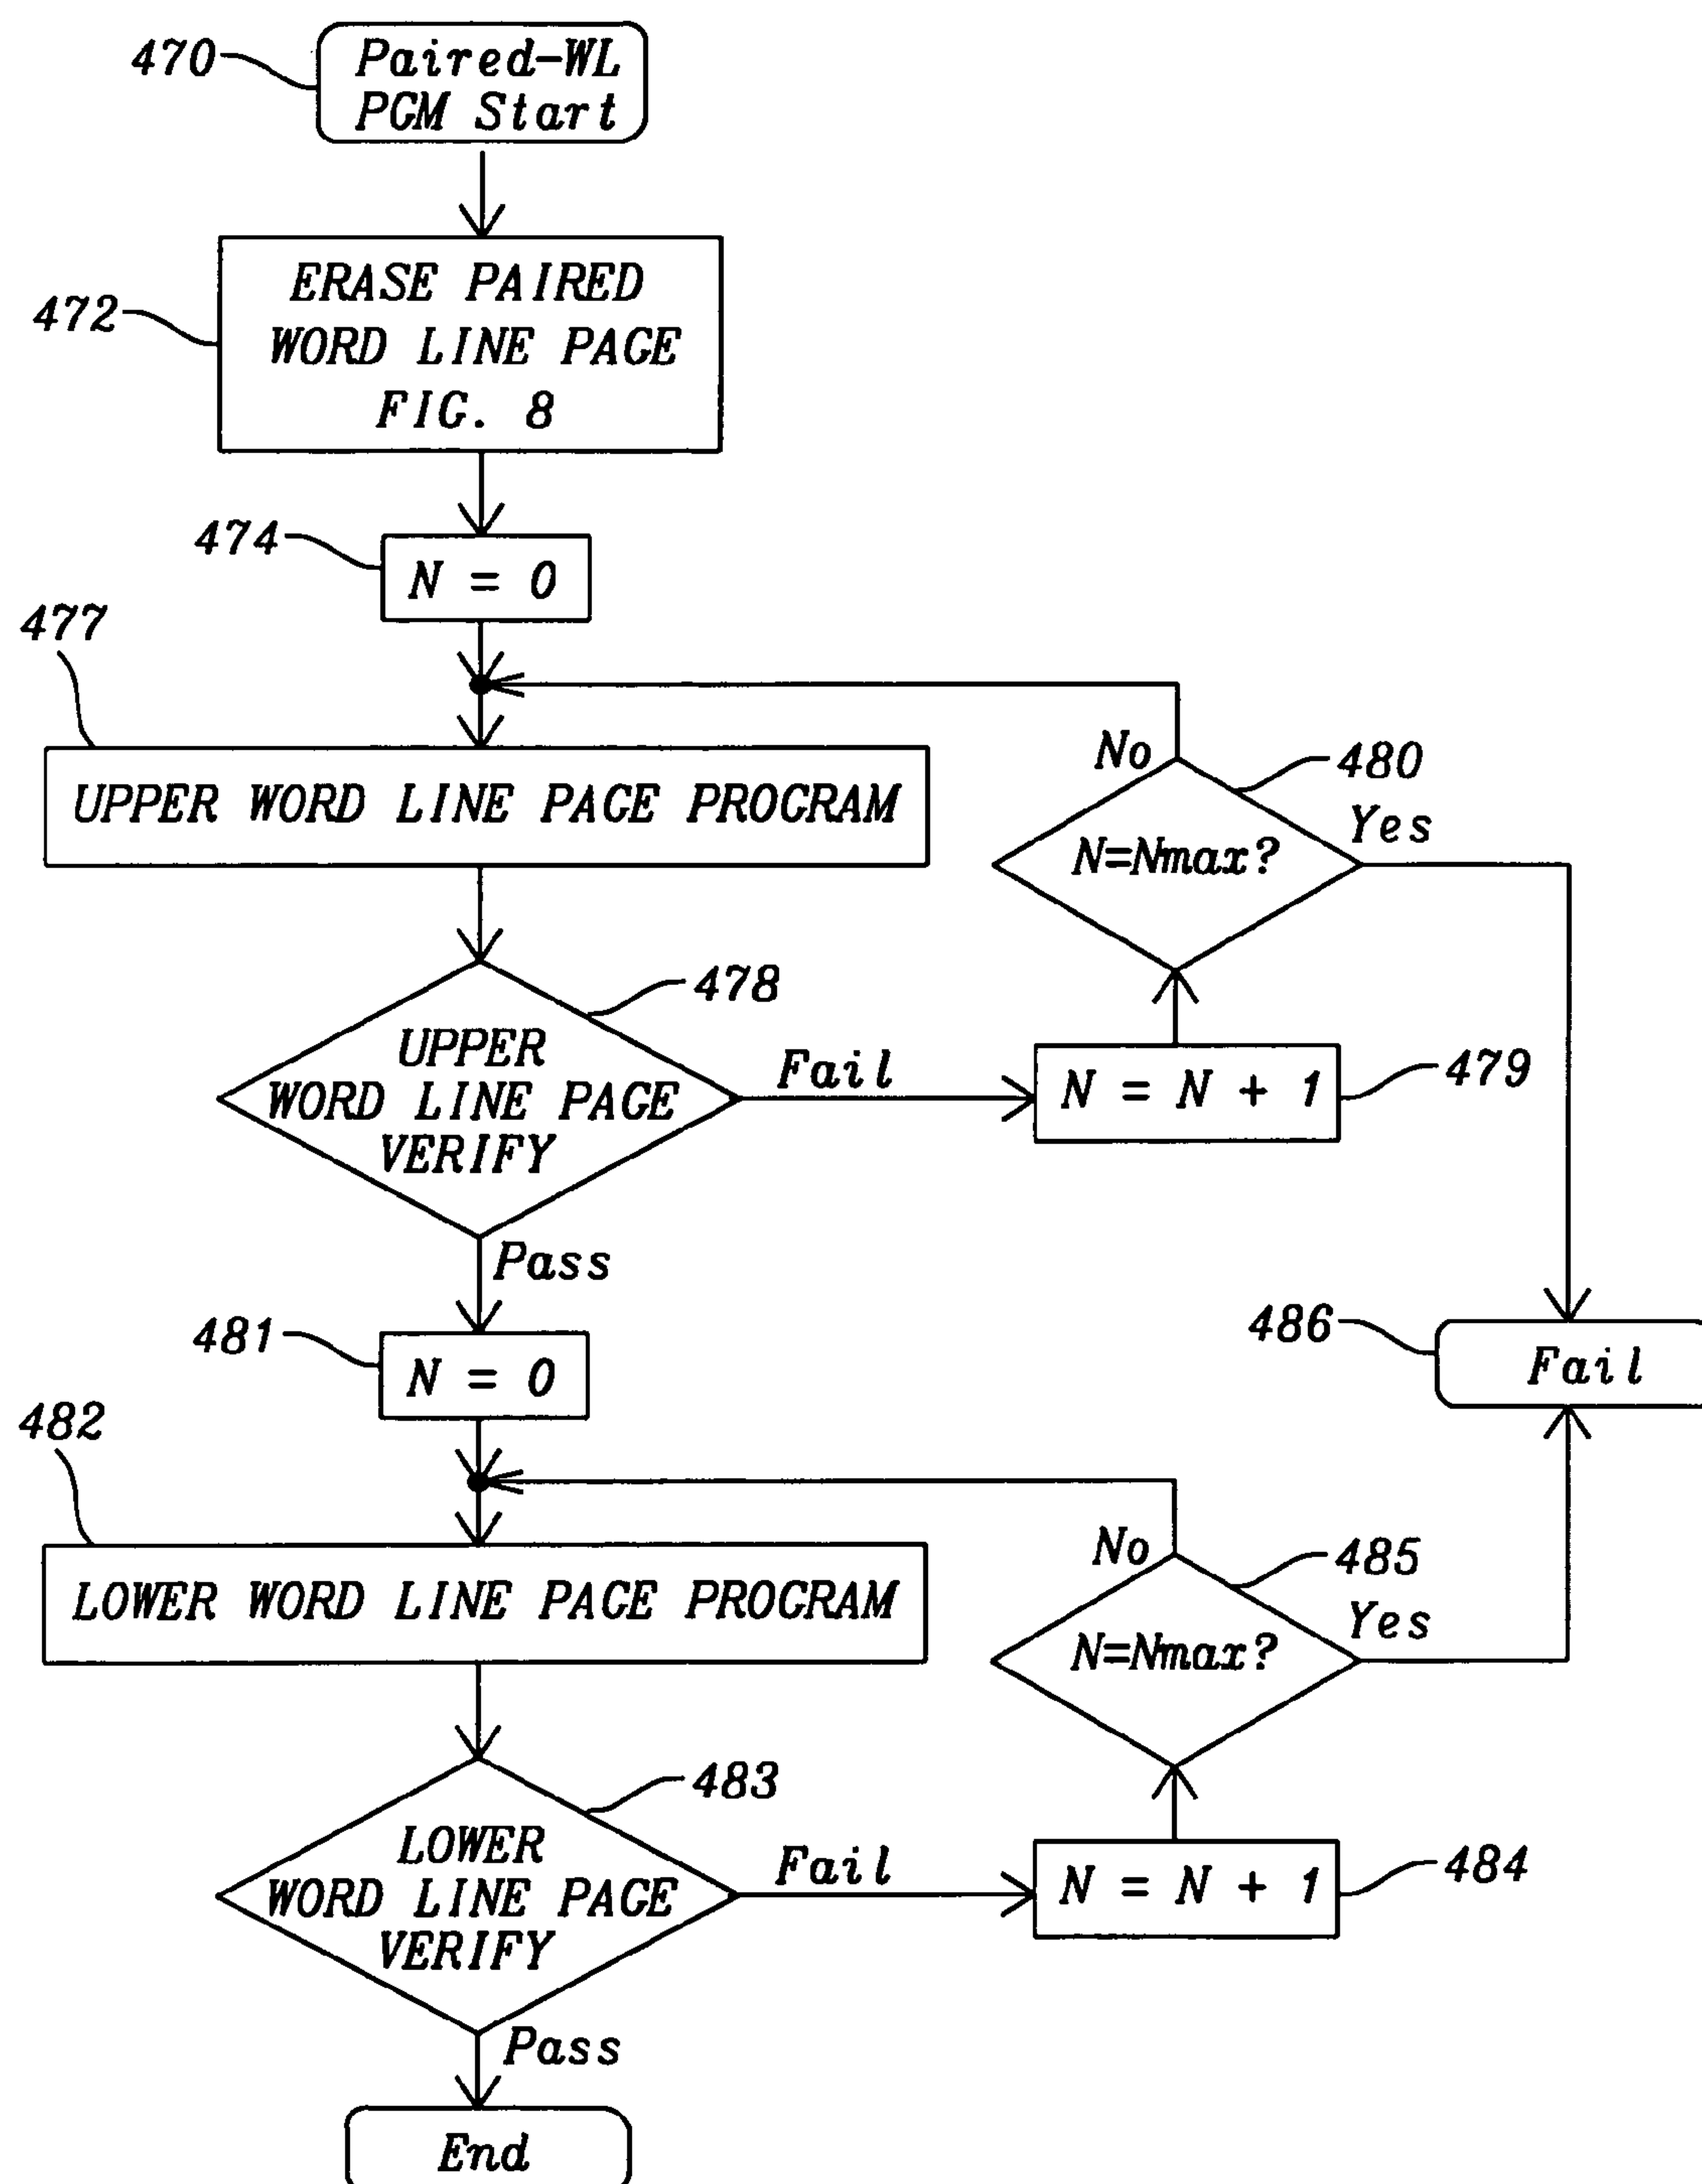 470
Paired-WL
PGM Start
472
ERASE PAIRED
WORD LINE PAGE
FIG. 8
474
N = 0
477
UPPER WORD LINE PAGE PROGRAM
No
480
Yes
N=Nmax?
478
UPPER
WORD LINE PAGE
VERIFY
Fail
N = N + 1
479
Pass
481
N = 0
486
Fail
482
LOWER WORD LINE PAGE PROGRAM
No
485
Yes
N=Nmax?
483
LOWER
WORD LINE PAGE
VERIFY
Fail
N = N + 1
484
Pass
End